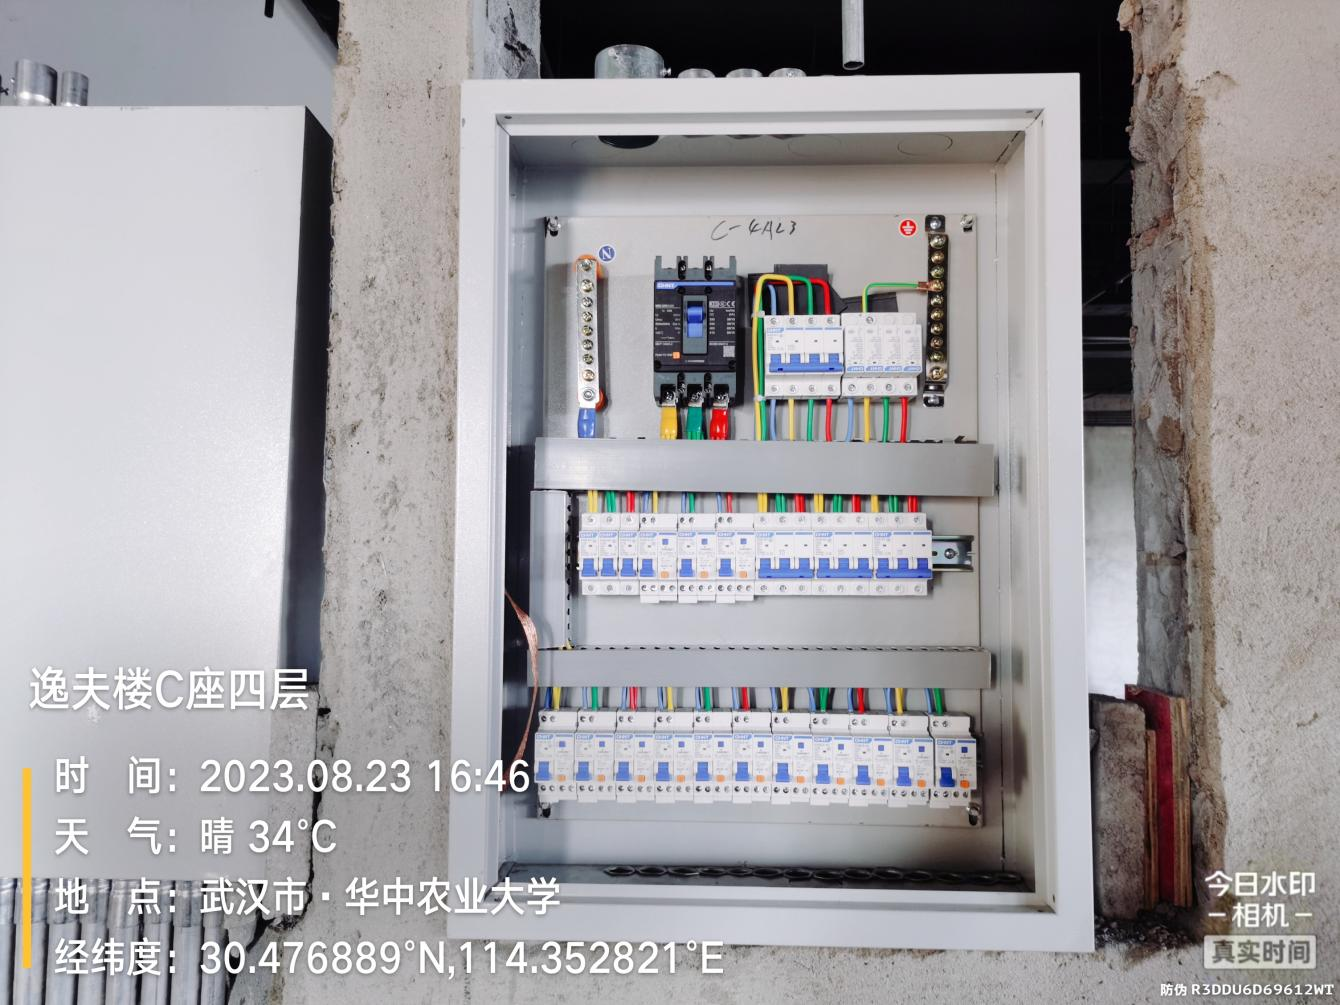 C-4AL3
N
CHNT
逸夫楼C座四层
时 间：2023.08.23 16:46
天 气：晴 34°C
地 点：武汉市·华中农业大学
经纬度：30.476889°N,114.352821°E
今日水印
-相机-
真实时间
防伪 R3DDU6D69612WT